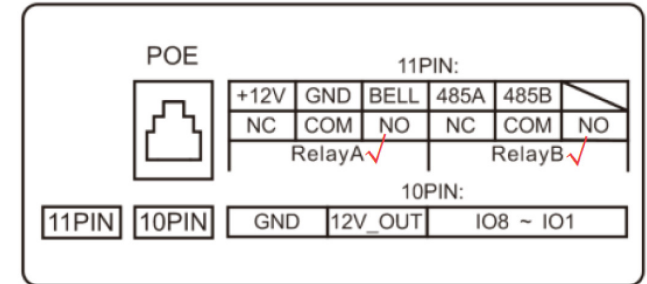 POE
11PIN:
+12V GND BELL 485A 485B
NC COM NO NC COM NO
RelayA RelayB
10PIN:
11PIN 10PIN GND 12V_OUT IO8 ~ IO1